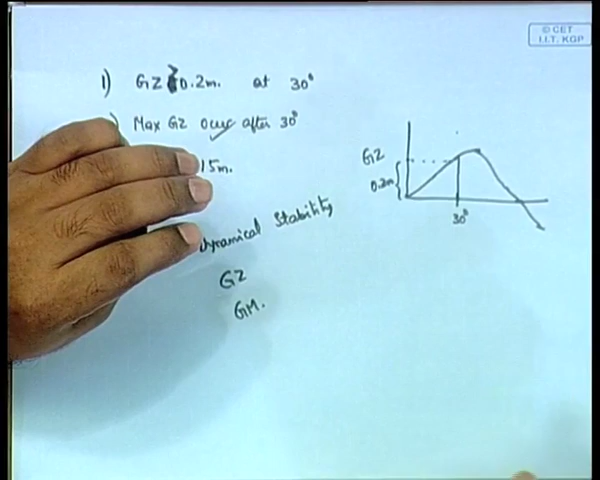 © CET
I.I.T. KGP
1) GZ ≥ 0.2m. at 30°
) Max GZ occur after 30°
15m.
Dynamical Stability
GZ
GM.
GZ
0.2m
30°